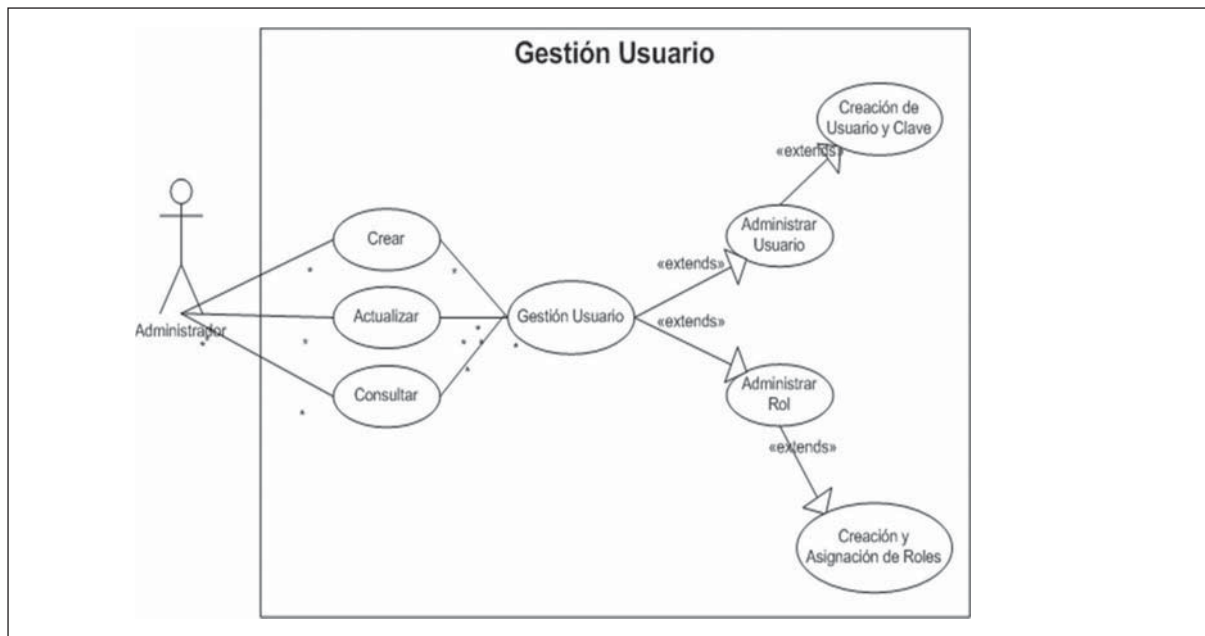 Gestión Usuario
Creación de
Usuario y Clave
«extends»
Administrar
Usuario
«extends»
Crear
*
*
Actualizar
*
*
* *
*
*
Gestión Usuario
«extends»
Administrador
**
Consultar
*
Administrar
Rol
«extends»
Creación y
Asignación de Roles